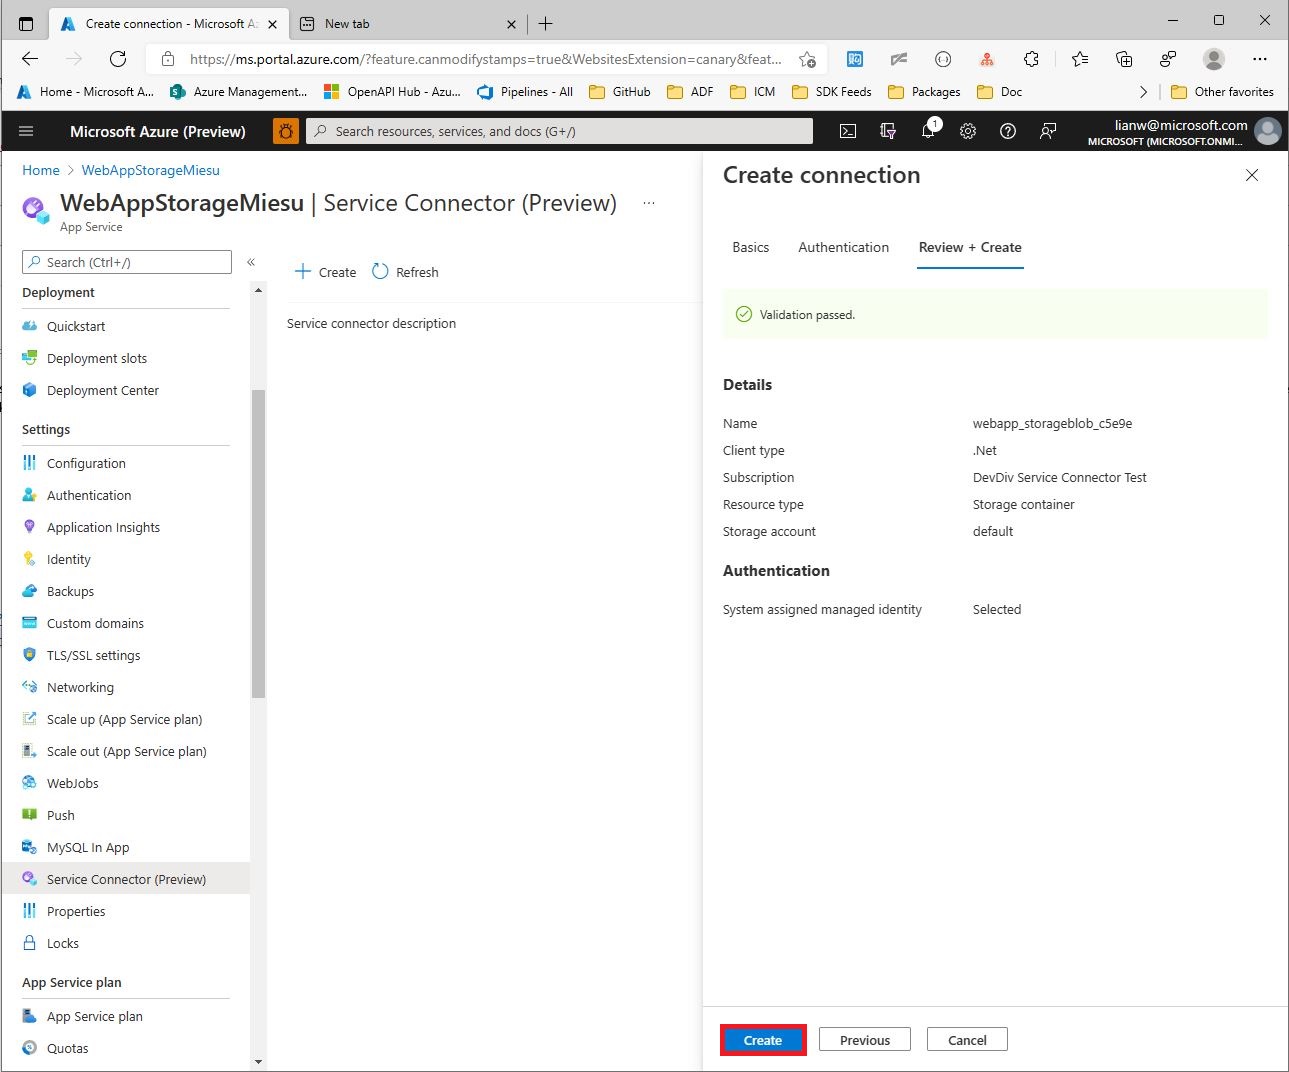 Create connection - Microsoft Az
New tab
https://ms.portal.azure.com/?feature.canmodifystamps=true&WebsitesExtension=canary&feat...
Home - Microsoft A...
Azure Management...
OpenAPI Hub - Azu...
Pipelines - All
GitHub
ADF
ICM
SDK Feeds
Packages
Doc
Other favorites
Microsoft Azure (Preview)
Search resources, services, and docs (G+/)
1
lianw@microsoft.com
MICROSOFT (MICROSOFT.ONMI...
Home > WebAppStorageMiesu
WebAppStorageMiesu | Service Connector (Preview) ...
App Service
Search (Ctrl+/)
«
Deployment
Quickstart
Deployment slots
Deployment Center
Settings
Configuration
Authentication
Application Insights
Identity
Backups
Custom domains
TLS/SSL settings
Networking
Scale up (App Service plan)
Scale out (App Service plan)
WebJobs
Push
MySQL In App
Service Connector (Preview)
Properties
Locks
App Service plan
App Service plan
Quotas
Create
Refresh
Service connector description
Create connection
Basics Authentication Review + Create
Validation passed.
Details
Name webapp_storageblob_c5e9e
Client type .Net
Subscription DevDiv Service Connector Test
Resource type Storage container
Storage account default
Authentication
System assigned managed identity Selected
Create Previous Cancel